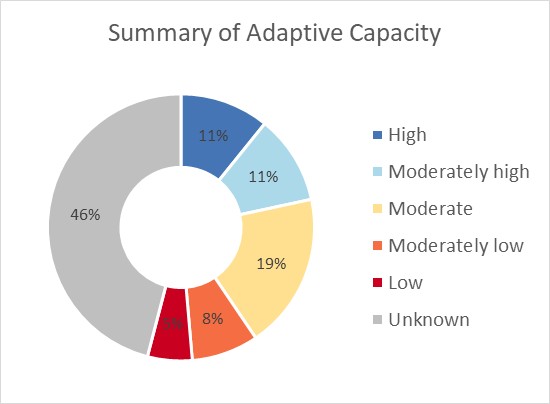 Summary of Adaptive Capacity
11%
11%
19%
8%
5%
46%
High
Moderately high
Moderate
Moderately low
Low
Unknown